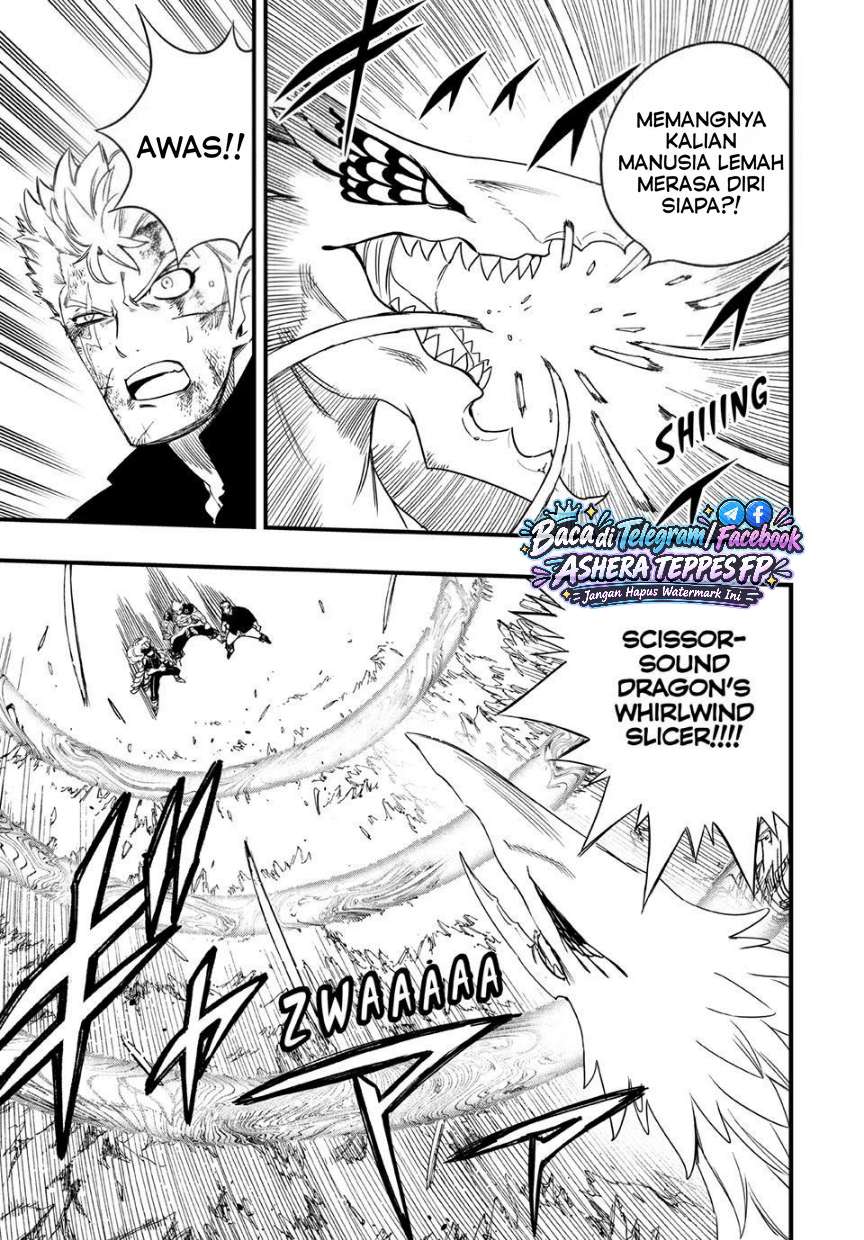 MEMANGNYA
KALIAN
MANUSIA LEMAH
MERASA DIRI
SIAPA?!
SHIIING
AWAS!!
Baca di Telegram/Facebook
ASHERA TEPPES FP
Jangan Hapus Watermark Ini
SCISSOR-
SOUND
DRAGON'S
WHIRLWIND
SLICER!!!!
ZWAAAAAA